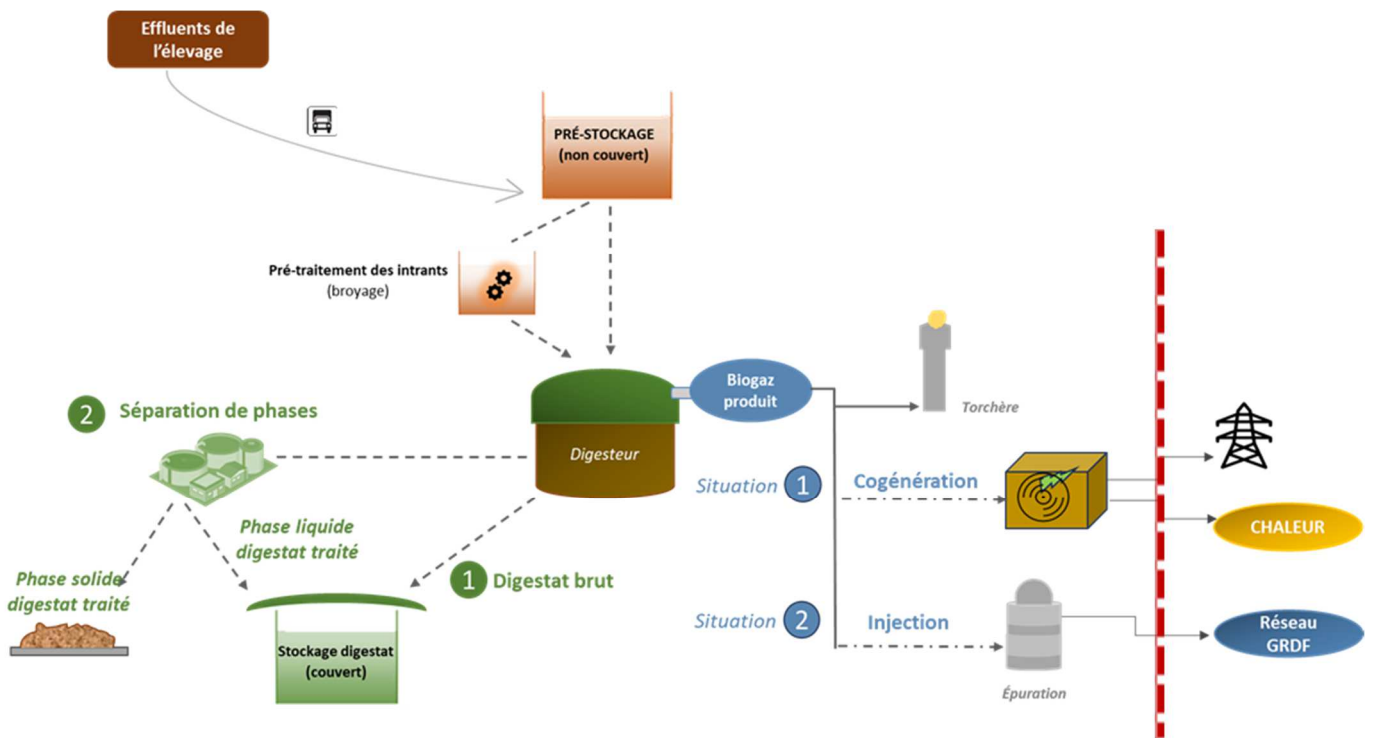 Effluents de
l'élevage
PRÉ-STOCKAGE
(non couvert)
Pré-traitement des intrants
(broyage)
Biogaz
produit
Torchère
2 Séparation de phases
Digesteur
Situation 1 Cogénération
CHALEUR
Phase liquide
digestat traité
Phase solide
digestat traité
1 Digestat brut
Stockage digestat
(couvert)
Situation 2 Injection
Réseau
GRDF
Épuration